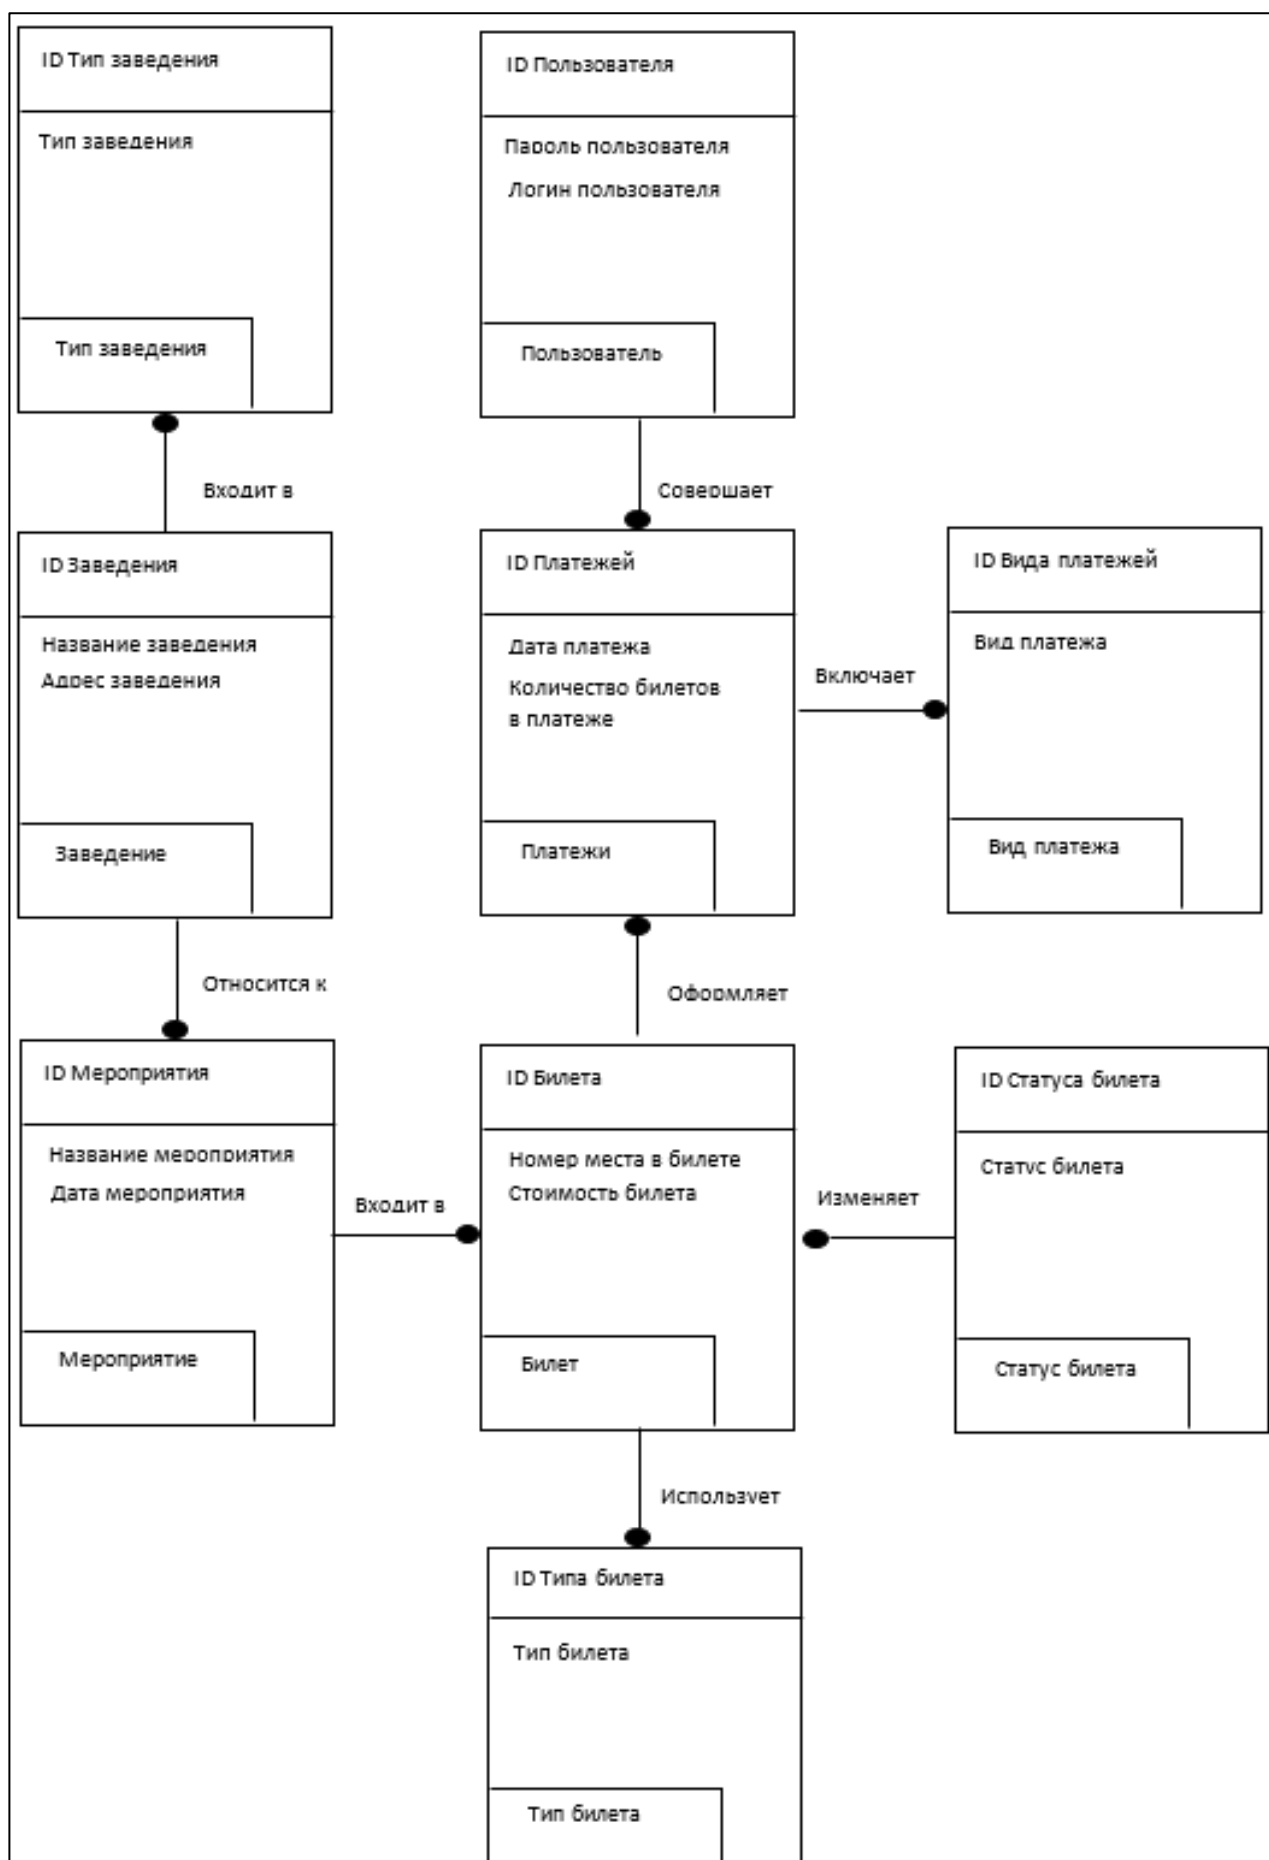 ID Тип заведения
Тип заведения
Тип заведения
ID Пользователя
Пароль пользователя
Логин пользователя
Пользователь
Входит в
Совершает
ID Заведения
Название заведения
Адрес заведения
Заведение
ID Платежей
Дата платежа
Количество билетов
в платеже
Платежи
Включает
ID Вида платежей
Вид платежа
Вид платежа
Относится к
Оформляет
ID Мероприятия
Название мероприятия
Дата мероприятия
Мероприятие
Входит в
ID Билета
Номер места в билете
Стоимость билета
Билет
Изменяет
ID Статуса билета
Статус билета
Статус билета
Использует
ID Типа билета
Тип билета
Тип билета